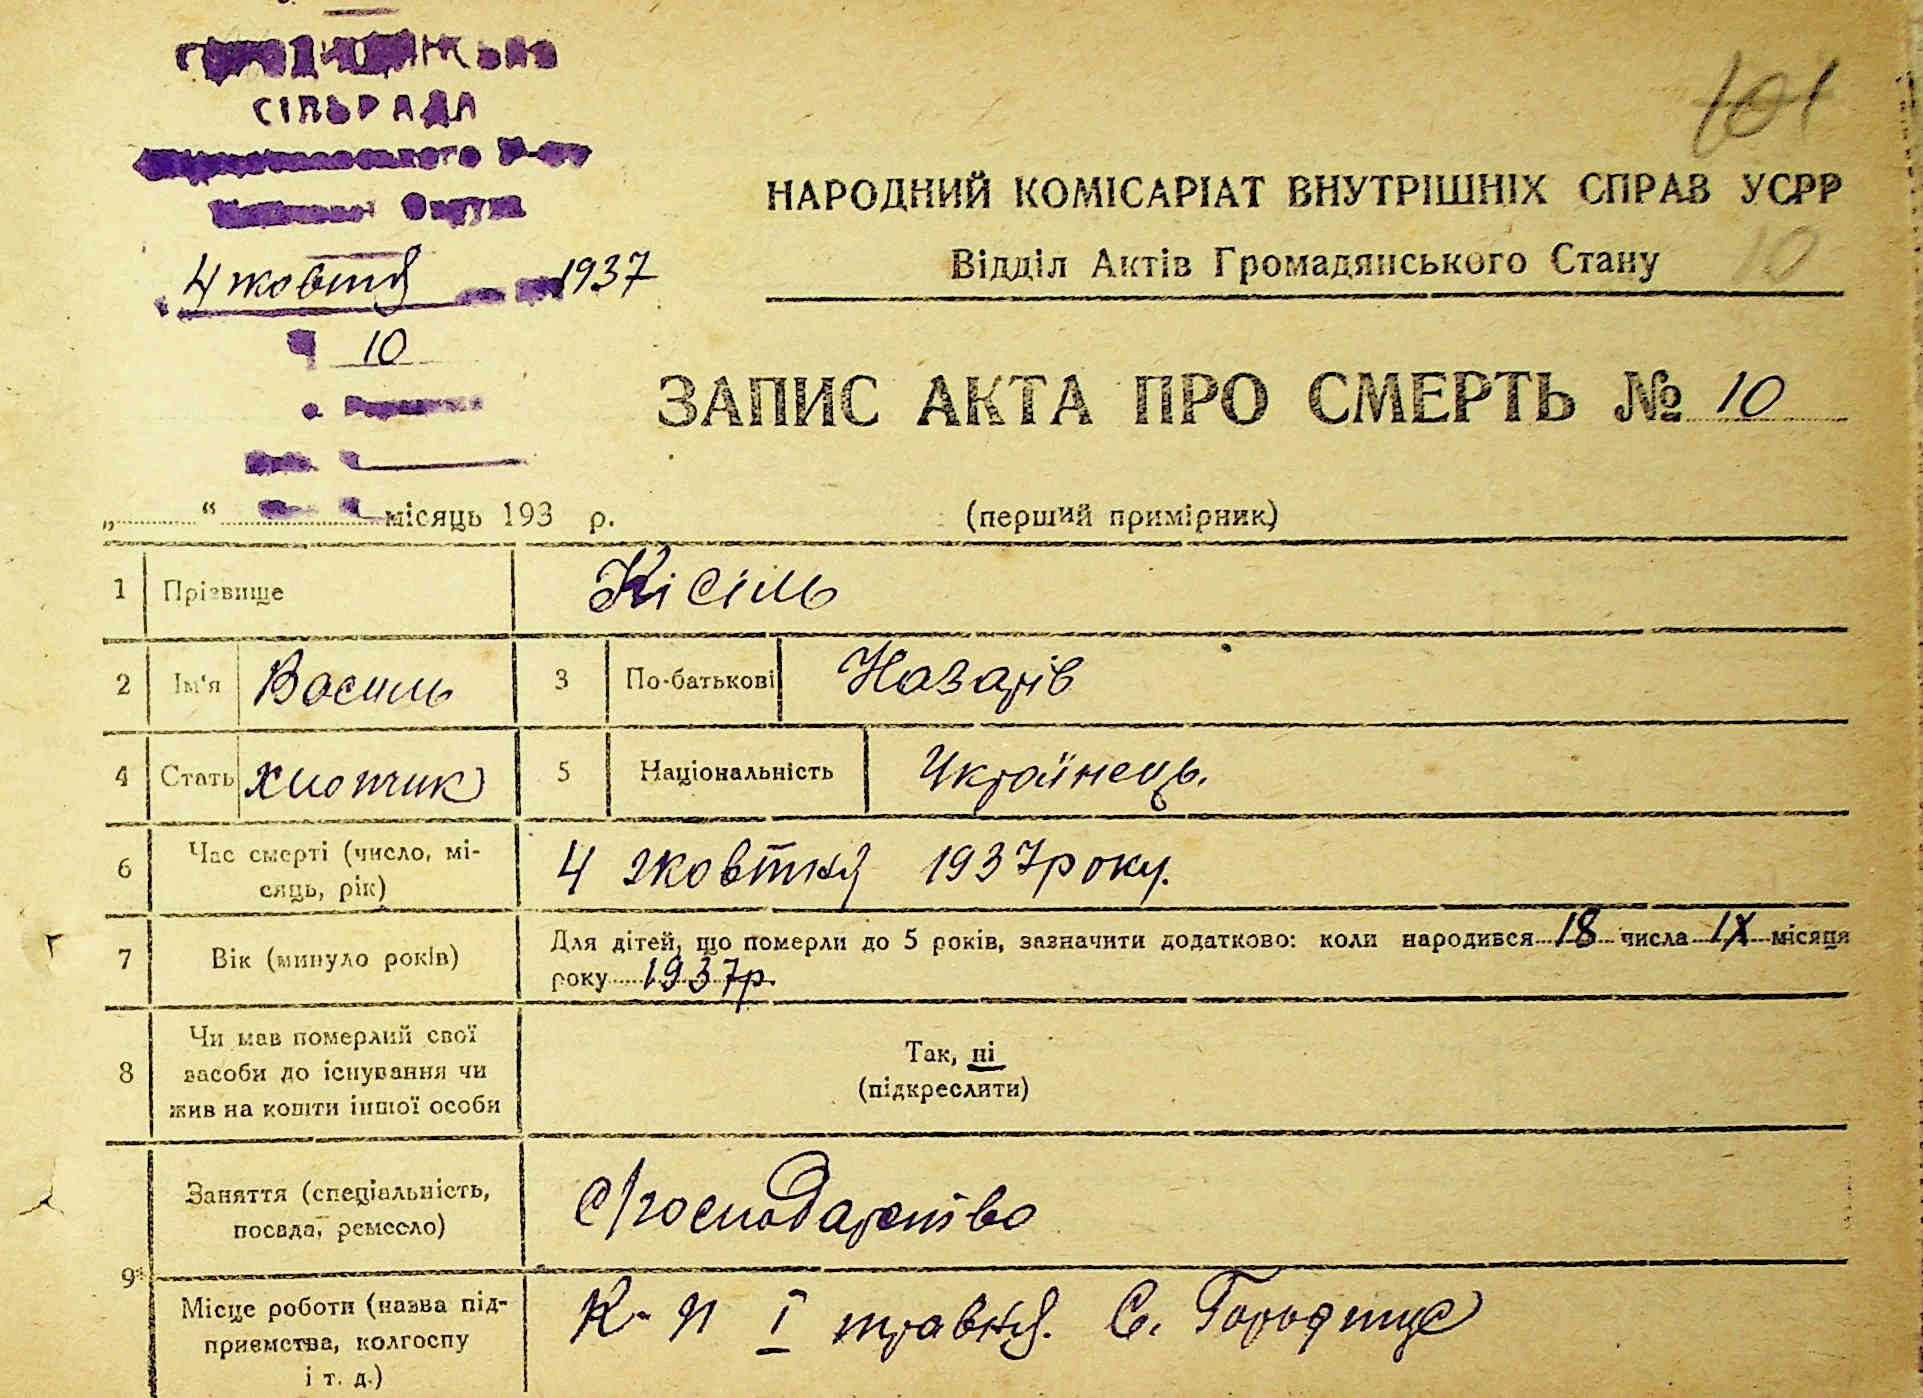 СІЛЬРАДА
101
НАРОДНИЙ КОМІСАРІАТ ВНУТРІШНІХ СПРАВ УСРР
Відділ Актів Громадянського Стану
10
4 жовтня 1937
10
ЗАПИС АКТА ПРО СМЕРТЬ № 10
„ “ місяць 193 р.
(перший примірник)
1 Прізвище Кісіль
2 Ім'я Василь 3 По-батькові Назарів
4 Стать хлопчик 5 Національність Українець.
6 Час смерті (число, мі-
сяць, рік)
4 жовтня 1937року.
7 Вік (минуло років)
Для дітей, що померли до 5 років, зазначити додатково: коли народився 18 числа IX місяця
року 1937р.
8 Чи мав померлий свої
засоби до існування чи
жив на кошти іншої особи
Так, ні
(підкреслити)
9 Заняття (спеціальність,
посада, ремесло)
С/господарство
Місце роботи (назва під-
приємства, колгоспу
і т. д.)
К-п I травня. С. Городище